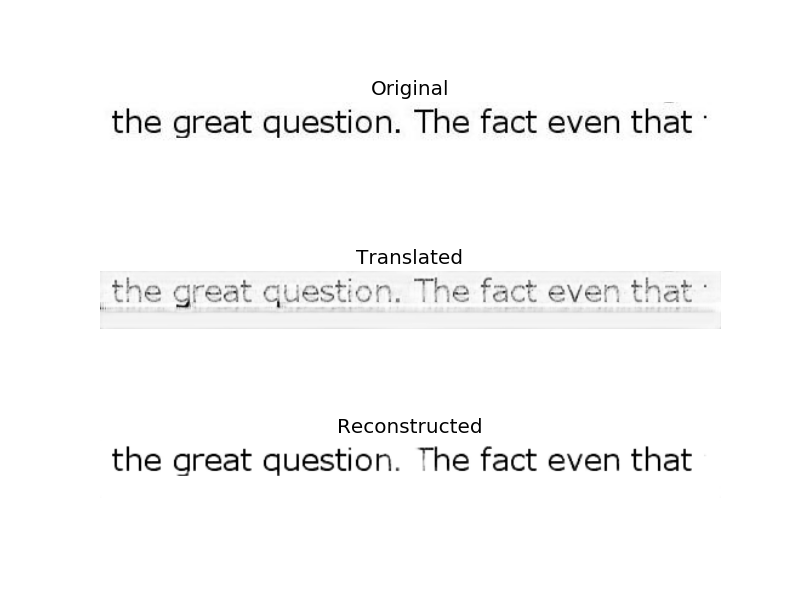 Original
the great question. The fact even that
Translated
the great question. The fact even that
Reconstructed
the great question. The fact even that